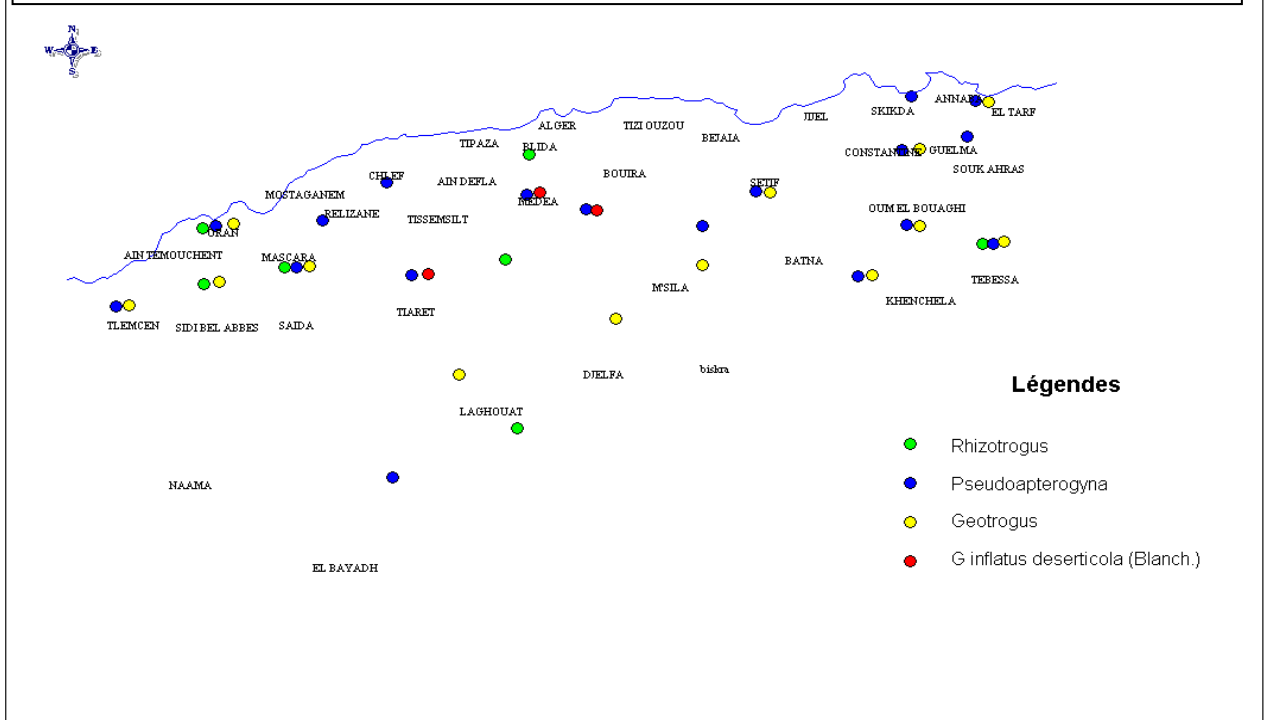 N
W E
S
ANNABA
SKIKDA
EL TARF
JIJEL
ALGER
TIZI OUZOU
BEJAIA
TIPAZA
BLIDA
CONSTANTINE
GUELMA
SOUK AHRAS
BOUIRA
CHLEF
AIN DEFLA
SETIF
MOSTAGANEM
MEDEA
OUM EL BOUAGHI
RELIZANE
TISSEMSILT
ORAN
AIN TEMOUCHENT
MASCARA
BATNA
TEBESSA
M'SILA
KHENCHELA
TIARET
TLEMCEN
SIDI BEL ABBES
SAIDA
biskra
DJELFA
LAGHOUAT
NAAMA
EL BAYADH
Légendes
Rhizotrogus
Pseudoapterogyna
Geotrogus
G inflatus deserticola (Blanch.)